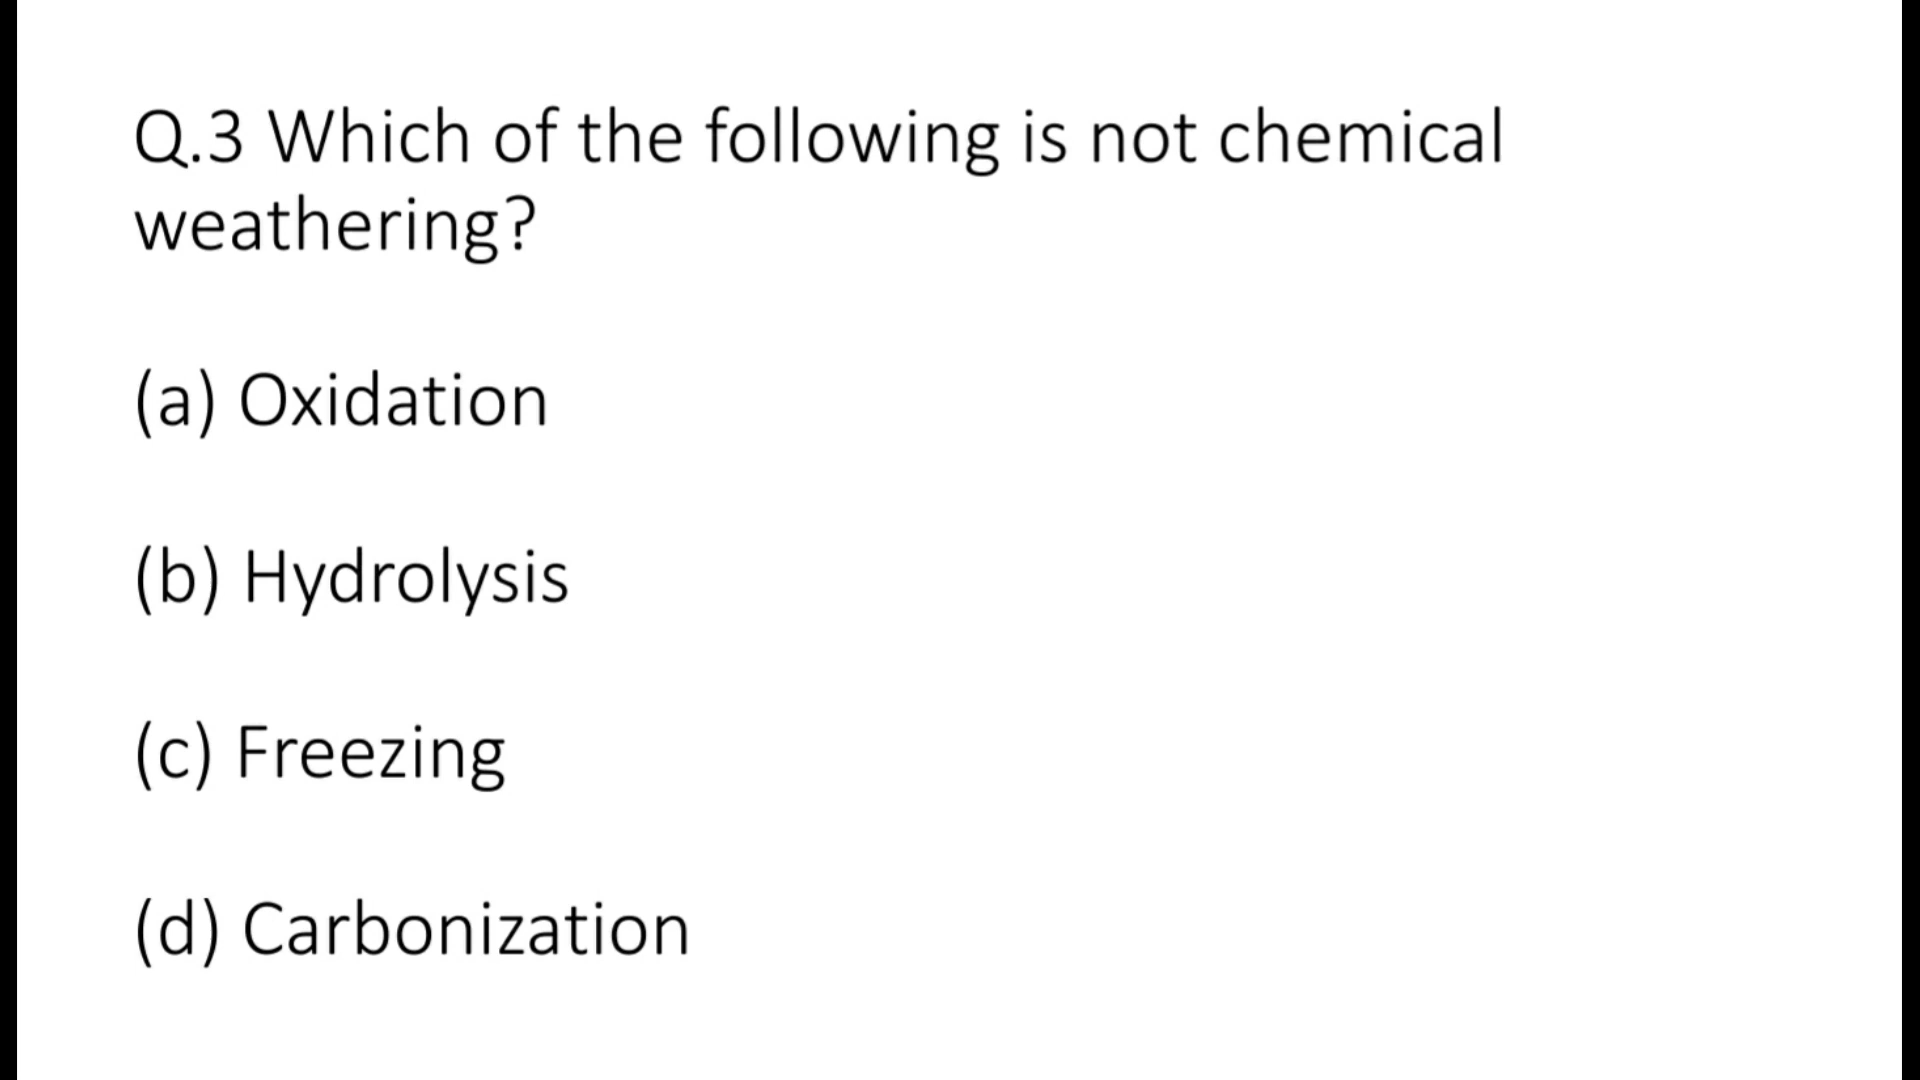 Q.3 Which of the following is not chemical
weathering?
(a) Oxidation
(b) Hydrolysis
(c) Freezing
(d) Carbonization